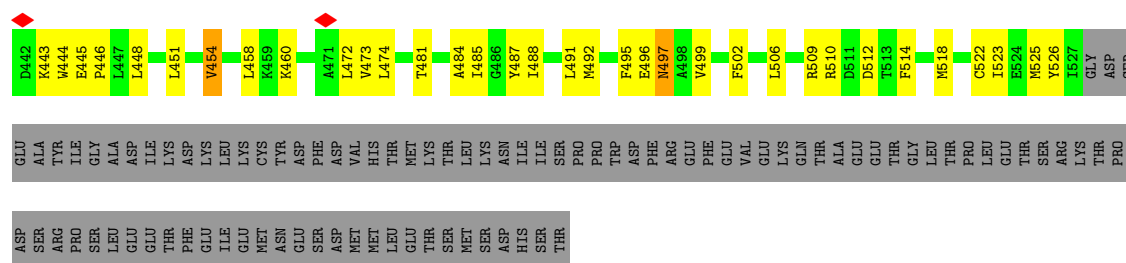 D442 K443 W444 E445 P446 L447 L448 L451 V454 L458 K459 K460 A471 L472 V473 L474 T481 A484 I485 G486 Y487 I488 L491 M492 F495 E496 N497 A498 V499 F502 L506 R509 R510 D511 D512 T513 F514 M518 C522 I523 E524 M525 Y526 I527 GLY ASP SER
GLU ALA TYR ILE GLY ALA ASP ILE LYS ASP LYS LEU LYS CYS TYR ASP PHE ASP VAL HIS THR MET LYS THR LEU LYS ASN ILE ILE SER PRO PRO TRP ASP PHE ARG GLU PHE GLU VAL GLU LYS GLN THR ALA GLU GLU THR GLY LEU THR PRO LEU GLU THR SER ARG LYS THR PRO
ASP SER ARG PRO SER LEU GLU GLU THR PHE GLU ILE GLU MET ASN GLU SER ASP MET MET LEU GLU THR SER MET SER ASP HIS SER THR